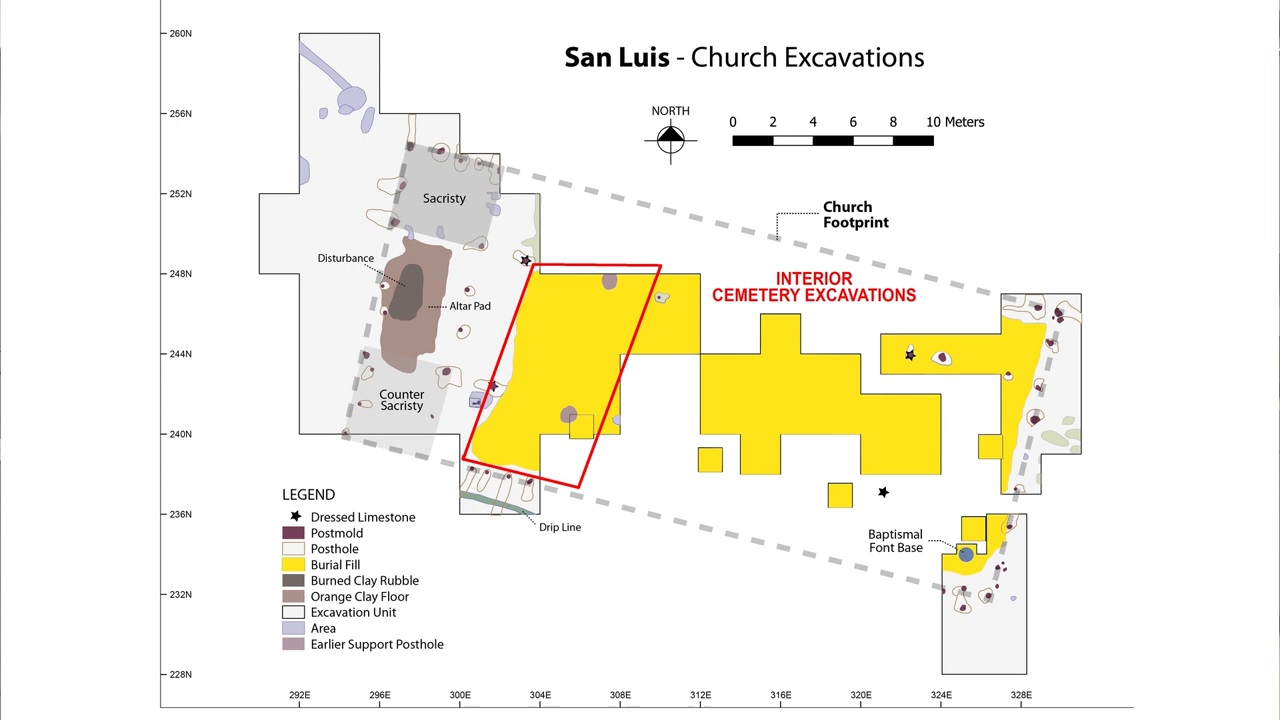 San Luis - Church Excavations
NORTH
0 2 4 6 8 10 Meters
260N
256N
252N
248N
244N
240N
236N
232N
228N
Sacristy
Church
Footprint
Disturbance
INTERIOR
CEMETERY EXCAVATIONS
Altar Pad
Counter
Sacristy
LEGEND
Dressed Limestone
Postmold
Posthole
Burial Fill
Burned Clay Rubble
Orange Clay Floor
Excavation Unit
Area
Earlier Support Posthole
Drip Line
Baptismal
Font Base
292E 296E 300E 304E 308E 312E 316E 320E 324E 328E